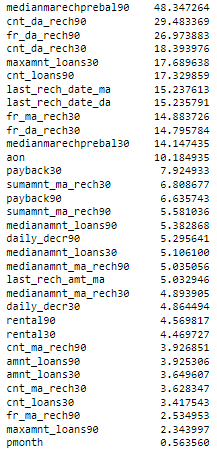 medianmarechprebal90 48.347264
cnt_da_rech90 29.483369
fr_da_rech90 26.973883
cnt_da_rech30 18.393976
maxamnt_loans30 17.689638
cnt_loans90 17.329859
last_rech_date_ma 15.237613
last_rech_date_da 15.235791
fr_ma_rech30 14.883726
fr_da_rech30 14.795784
medianmarechprebal30 14.147435
aon 10.184935
payback30 7.924933
sumamnt_ma_rech30 6.808677
payback90 6.635743
sumamnt_ma_rech90 5.581036
medianamnt_loans90 5.382868
daily_decr90 5.295641
medianamnt_loans30 5.106100
medianamnt_ma_rech90 5.035056
last_rech_amt_ma 5.032946
medianamnt_ma_rech30 4.893905
daily_decr30 4.864494
rental90 4.569817
rental30 4.469727
cnt_ma_rech90 3.926851
amnt_loans90 3.925306
amnt_loans30 3.649607
cnt_ma_rech30 3.628347
cnt_loans30 3.417543
fr_ma_rech90 2.534953
maxamnt_loans90 2.343997
pmonth 0.563560